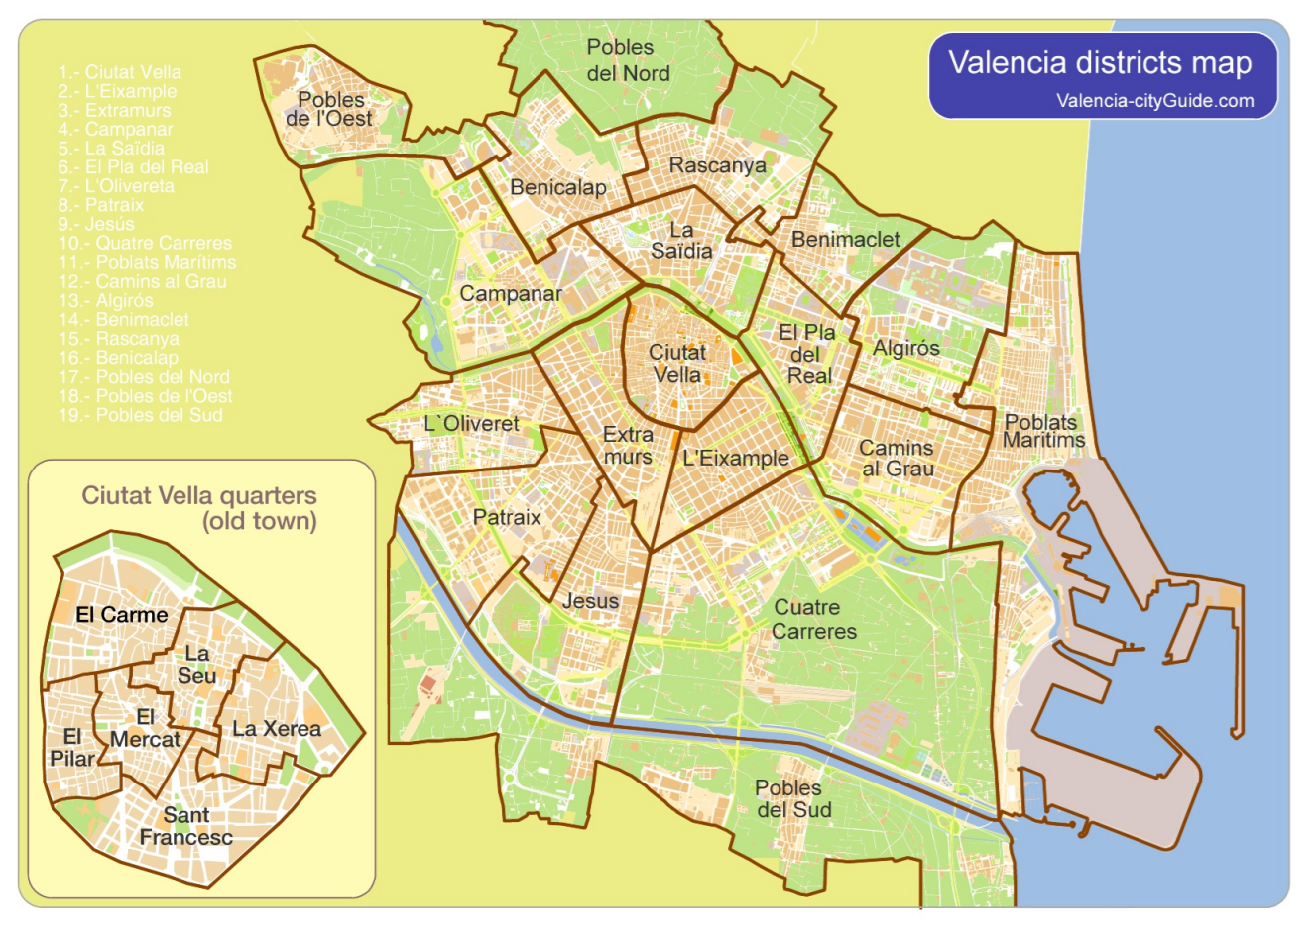 Valencia districts map
Valencia-cityGuide.com
1.- Ciutat Vella
2.- L'Eixample
3.- Extramurs
4.- Campanar
5.- La Saïdia
6.- El Pla del Real
7.- L'Olivereta
8.- Patraix
9.- Jesús
10.- Quatre Carreres
11.- Poblats Marítims
12.- Camins al Grau
13.- Algirós
14.- Benimaclet
15.- Rascanya
16.- Benicalap
17.- Pobles del Nord
18.- Pobles de l'Oest
19.- Pobles del Sud
Pobles
del Nord
Pobles
de l'Oest
Rascanya
Benicalap
La
Saïdia
Benimaclet
Campanar
El Pla
del
Real
Algirós
Ciutat
Vella
L`Oliveret
Extra
murs
L'Eixample
Camins
al Grau
Poblats
Maritims
Patraix
Jesus
Cuatre
Carreres
Pobles
del Sud
Ciutat Vella quarters
(old town)
El Carme
La
Seu
El
Mercat
La Xerea
El
Pilar
Sant
Francesc